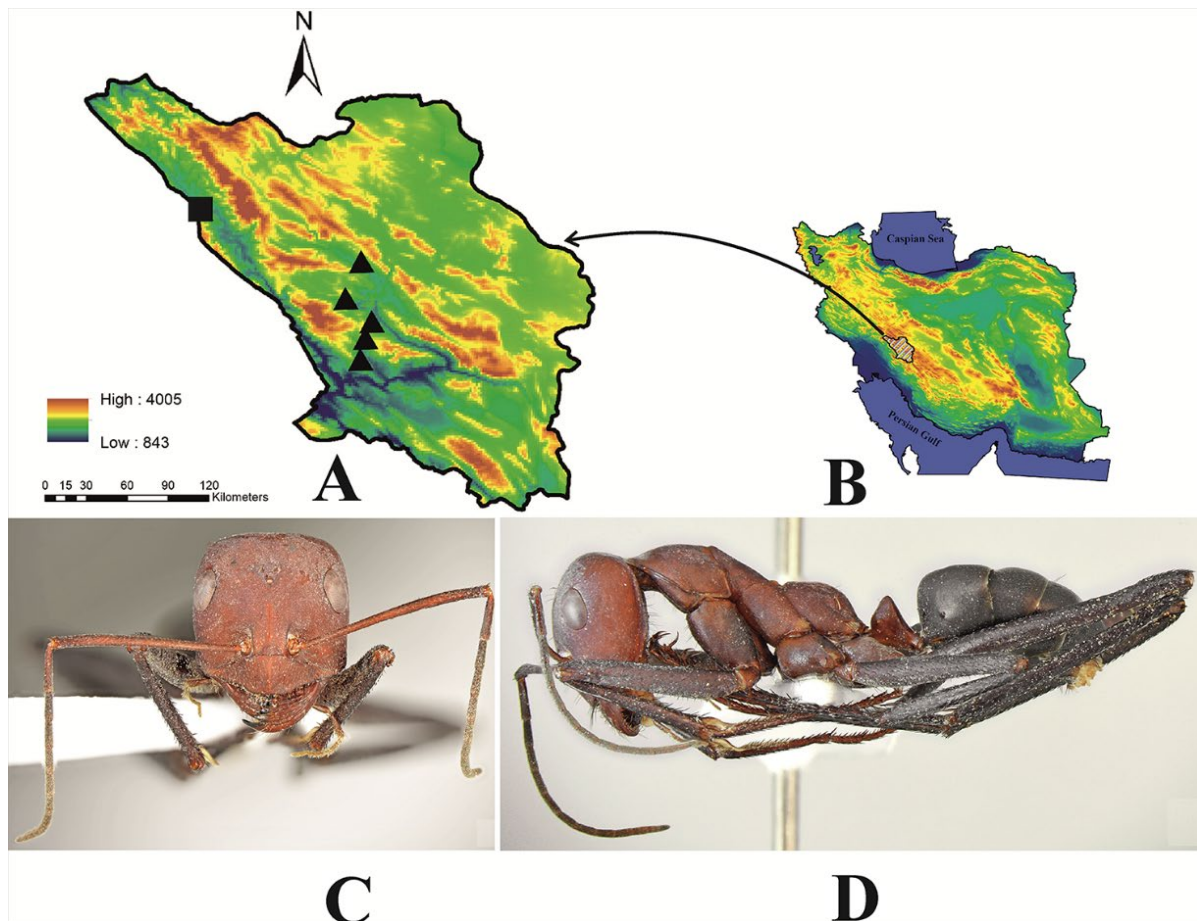 N
High : 4005
Low : 843
0 15 30 60 90 120
Kilometers
A
Caspian Sea
Persian Gulf
B
C
D